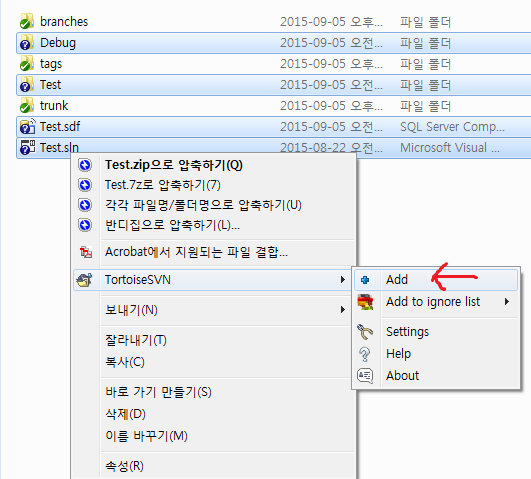 branches 2015-09-05 오후... 파일 폴더
Debug 2015-09-05 오전... 파일 폴더
tags 2015-09-05 오후... 파일 폴더
Test 2015-09-05 오전... 파일 폴더
trunk 2015-09-05 오후... 파일 폴더
Test.sdf 2015-09-05 오전... SQL Server Comp...
Test.sln 2015-08-22 오전... Microsoft Visual ...
Test.zip으로 압축하기(Q)
Test.7z로 압축하기(7)
각각 파일명/폴더명으로 압축하기(U)
반디집으로 압축하기(L)...
Acrobat에서 지원되는 파일 결합...
TortoiseSVN
보내기(N)
잘라내기(T)
복사(C)
바로 가기 만들기(S)
삭제(D)
이름 바꾸기(M)
속성(R)
Add
Add to ignore list
Settings
Help
About